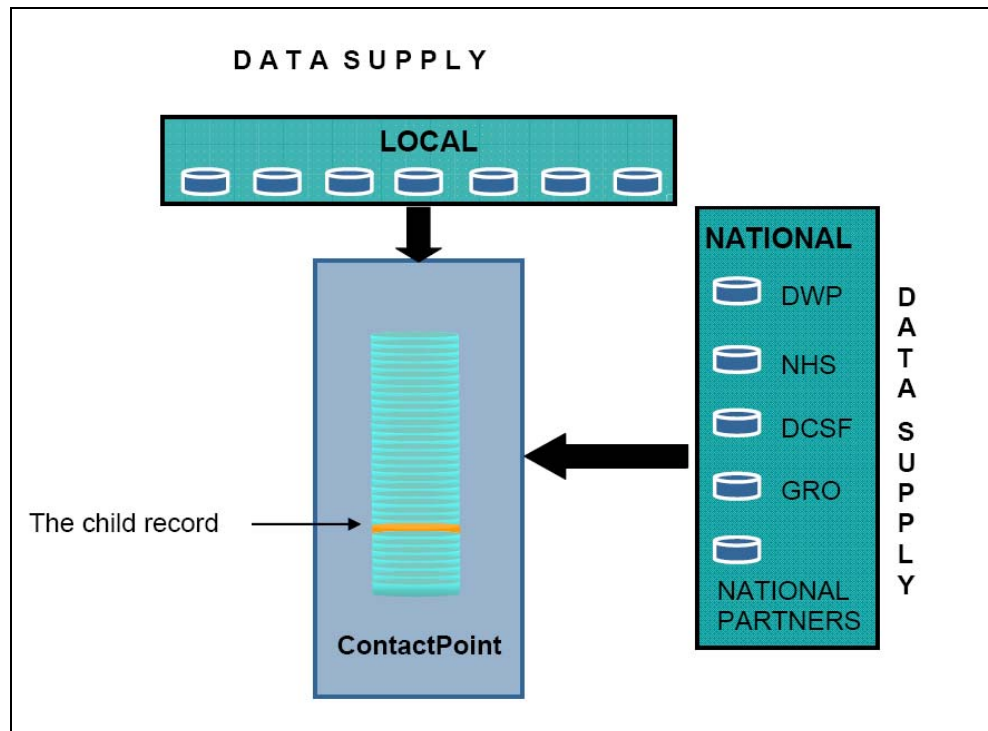 DATA SUPPLY
LOCAL
NATIONAL
DWP
NHS
DCSF
GRO
NATIONAL
PARTNERS
DATA SUPPLY
The child record
ContactPoint